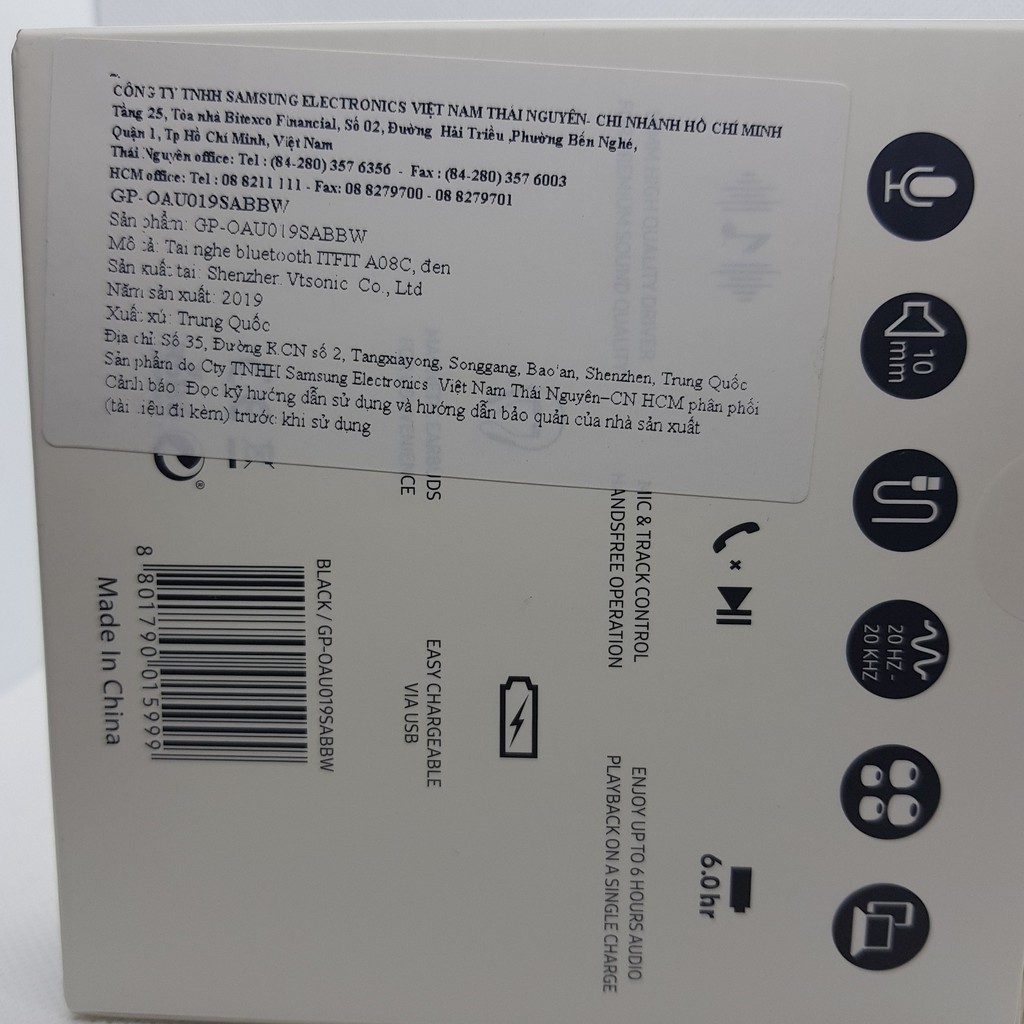 CÔNG TY TNHH SAMSUNG ELECTRONICS VIỆT NAM THÁI NGUYÊN- CHI NHÁNH HỒ CHÍ MINH
Tầng 25, Tòa nhà Bitexco Financial, Số 02, Đường Hải Triều ,Phường Bến Nghé,
Quận 1, Tp Hồ Chí Minh, Việt Nam
Thái Nguyên office: Tel : (84-280) 357 6356 - Fax : (84-280) 357 6003
HCM office: Tel : 08 8211 111 - Fax: 08 8279700 - 08 8279701
GP-OAU019SABBW
Sản phẩm: GP-OAU019SABBW
Mô tả: Tai nghe bluetooth ITFIT A08C, đen
Sản xuất tại: Shenzhen Vtsonic Co., Ltd
Năm sản xuất: 2019
Xuất xứ: Trung Quốc
Địa chỉ: Số 35, Đường KCN số 2, Tangxiayong, Songgang, Bao'an, Shenzhen, Trung Quốc
Sản phẩm do Cty TNHH Samsung Electronics Việt Nam Thái Nguyên–CN HCM phân phối
Cảnh báo: Đọc kỹ hướng dẫn sử dụng và hướng dẫn bảo quản của nhà sản xuất
(tài liệu đi kèm) trước khi sử dụng
10
mm
20 HZ -
20 KHZ
MIC & TRACK CONTROL
HANDSFREE OPERATION
6.0 hr
ENJOY UP TO 6 HOURS AUDIO
PLAYBACK ON A SINGLE CHARGE
EASY CHARGEABLE
VIA USB
BLACK / GP-OAU019SABBW
8 801790 015999
Made In China